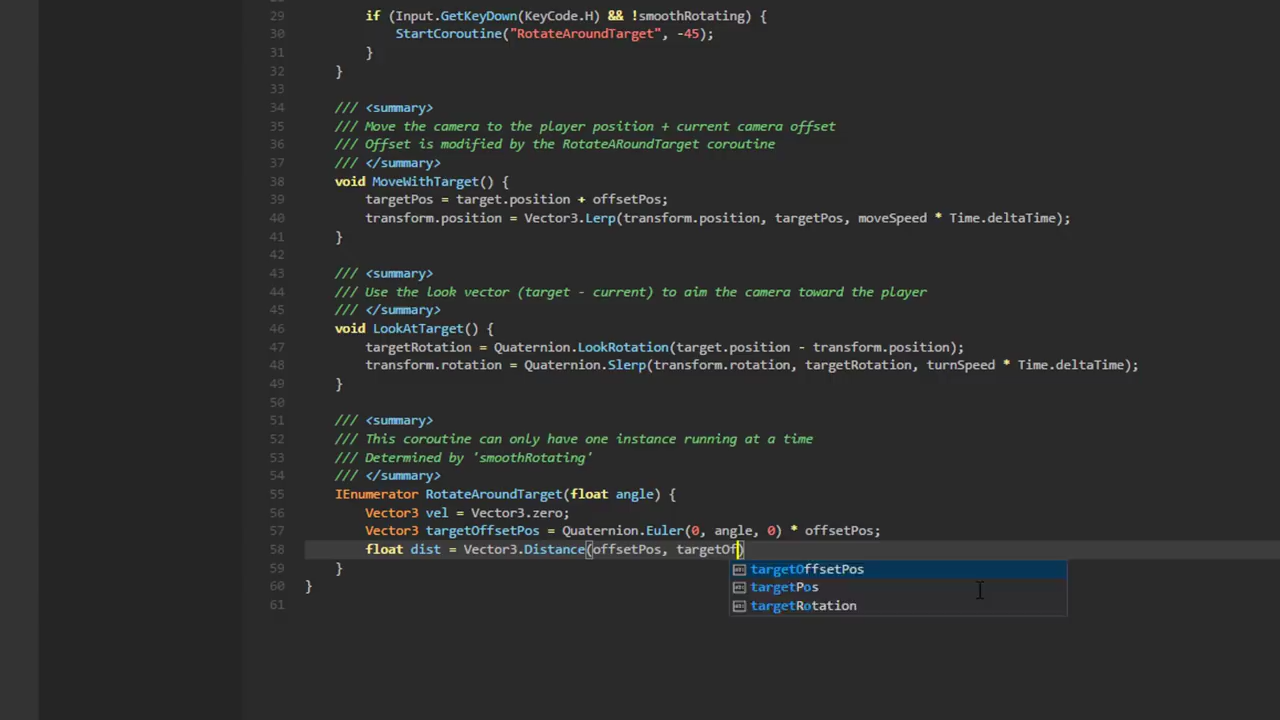 29 if (Input.GetKeyDown(KeyCode.H) && !smoothRotating) {
30 StartCoroutine("RotateAroundTarget", -45);
31 }
32 }
33
34 /// <summary>
35 /// Move the camera to the player position + current camera offset
36 /// Offset is modified by the RotateARoundTarget coroutine
37 /// </summary>
38 void MoveWithTarget() {
39 targetPos = target.position + offsetPos;
40 transform.position = Vector3.Lerp(transform.position, targetPos, moveSpeed * Time.deltaTime);
41 }
42
43 /// <summary>
44 /// Use the look vector (target - current) to aim the camera toward the player
45 /// </summary>
46 void LookAtTarget() {
47 targetRotation = Quaternion.LookRotation(target.position - transform.position);
48 transform.rotation = Quaternion.Slerp(transform.rotation, targetRotation, turnSpeed * Time.deltaTime);
49 }
50
51 /// <summary>
52 /// This coroutine can only have one instance running at a time
53 /// Determined by 'smoothRotating'
54 /// </summary>
55 IEnumerator RotateAroundTarget(float angle) {
56 Vector3 vel = Vector3.zero;
57 Vector3 targetOffsetPos = Quaternion.Euler(0, angle, 0) * offsetPos;
58 float dist = Vector3.Distance(offsetPos, targetOf)
targetOffsetPos
59 }
targetPos
60 }
targetRotation
61